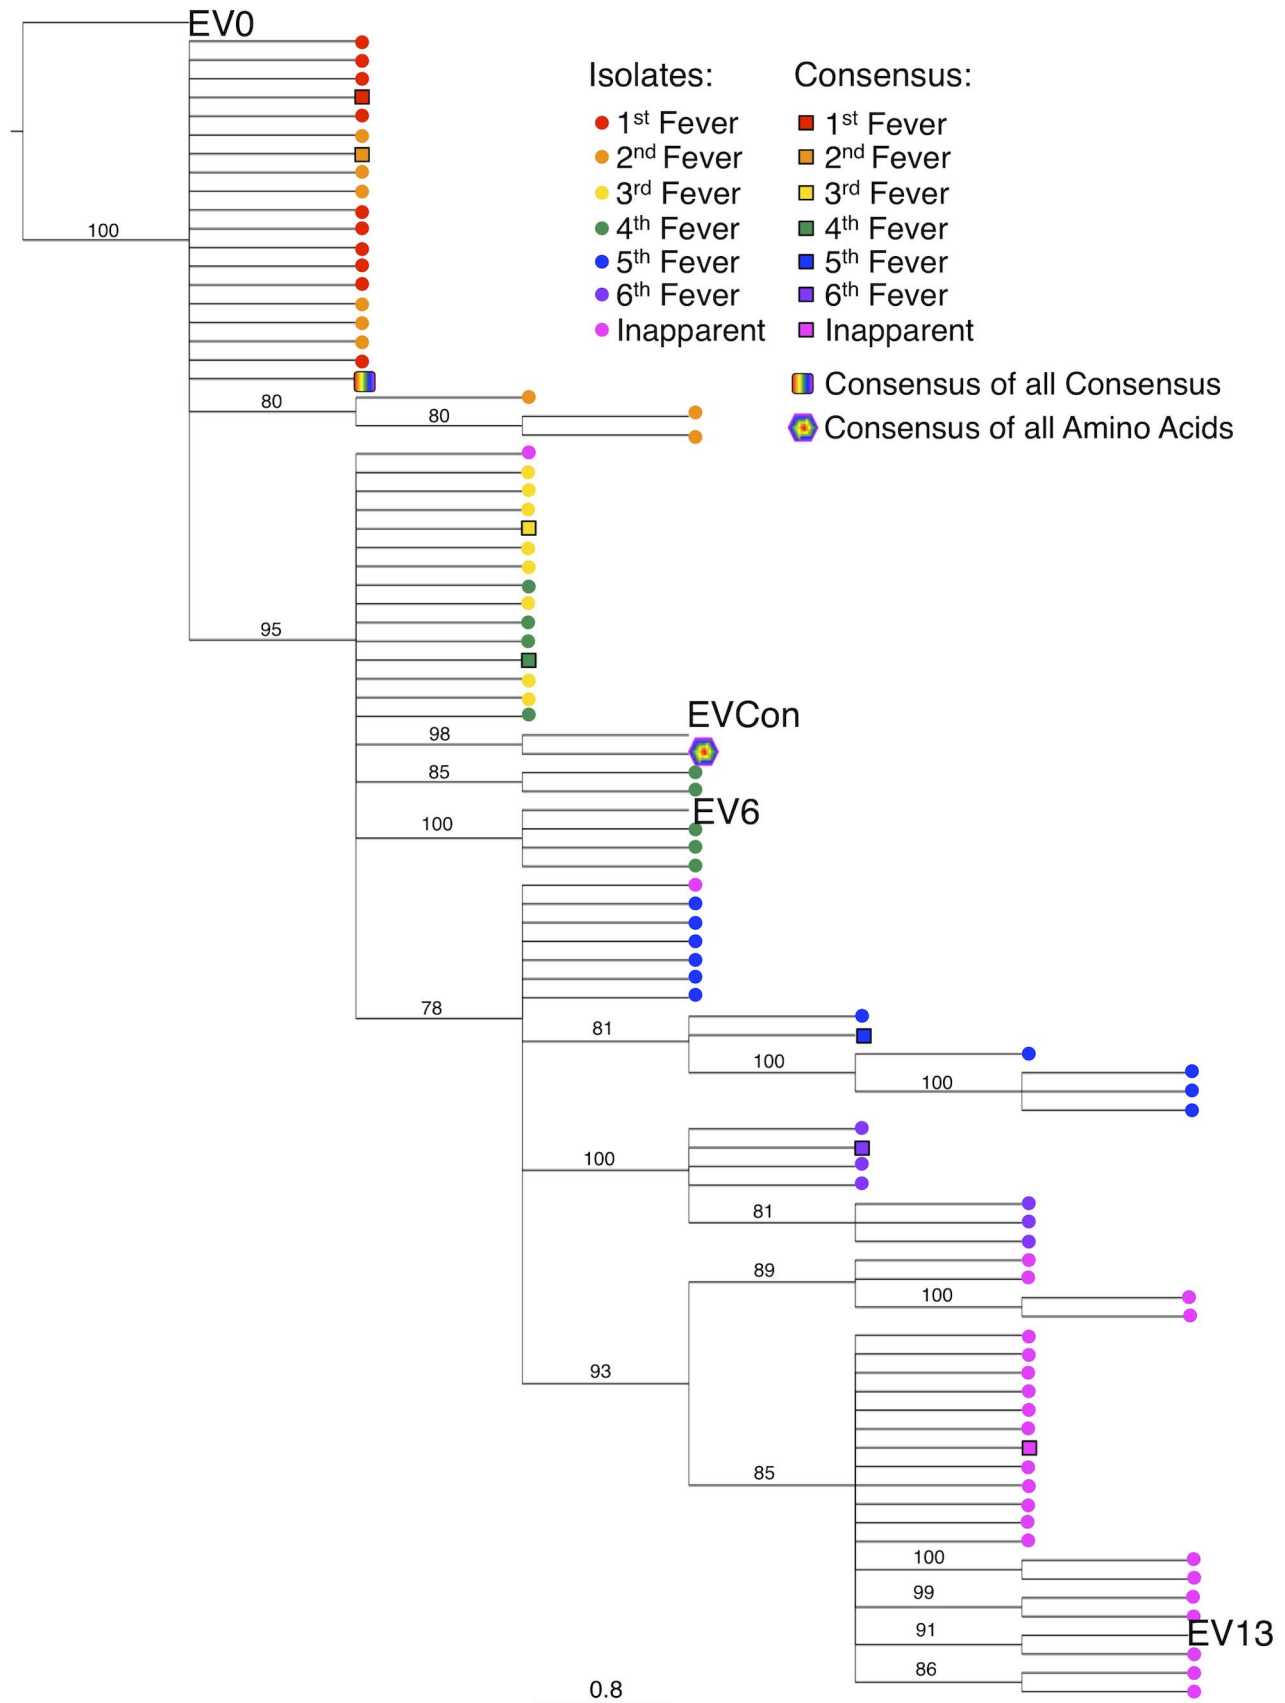 EV0
Isolates: Consensus:
1st Fever 1st Fever
2nd Fever 2nd Fever
3rd Fever 3rd Fever
4th Fever 4th Fever
5th Fever 5th Fever
6th Fever 6th Fever
Inapparent Inapparent
Consensus of all Consensus
Consensus of all Amino Acids
100
80
80
95
98
EVCon
85
EV6
100
78
81
100
100
100
81
89
100
93
85
100
99
91
EV13
86
0.8